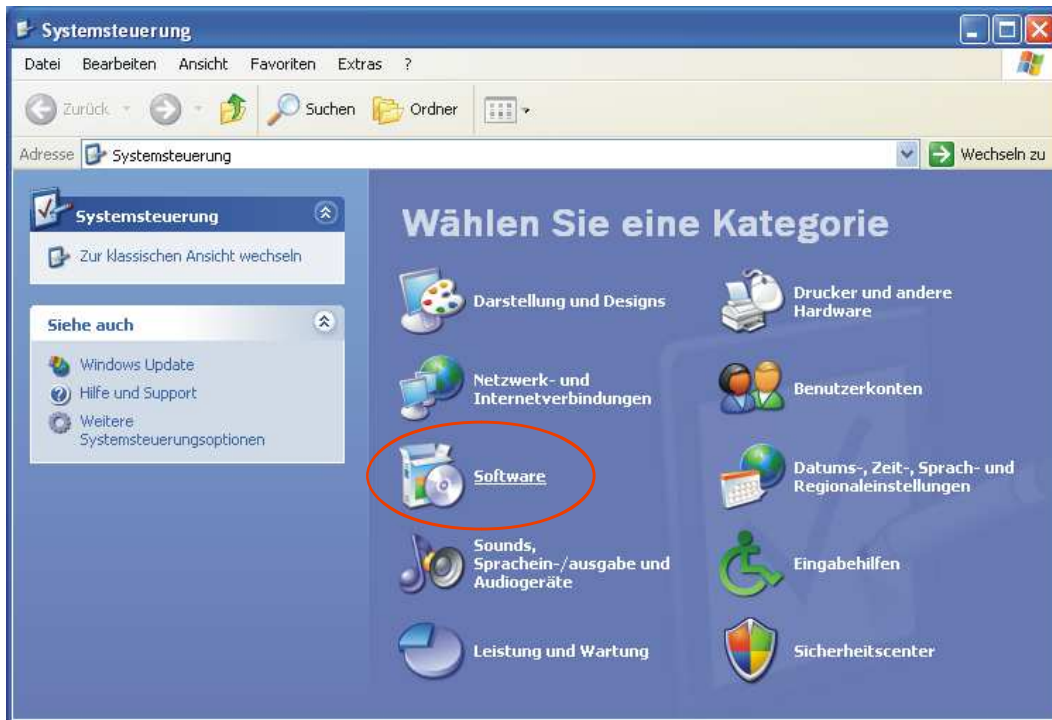 Systemsteuerung
Datei Bearbeiten Ansicht Favoriten Extras ?
Zurück Suchen Ordner
Adresse Systemsteuerung Wechseln zu
Systemsteuerung
Zur klassischen Ansicht wechseln
Siehe auch
Windows Update
Hilfe und Support
Weitere
Systemsteuerungsoptionen
Wählen Sie eine Kategorie
Darstellung und Designs
Drucker und andere
Hardware
Netzwerk- und
Internetverbindungen
Benutzerkonten
Software
Datums-, Zeit-, Sprach- und
Regionaleinstellungen
Sounds,
Sprachein-/ausgabe und
Audiogeräte
Eingabehilfen
Leistung und Wartung
Sicherheitscenter